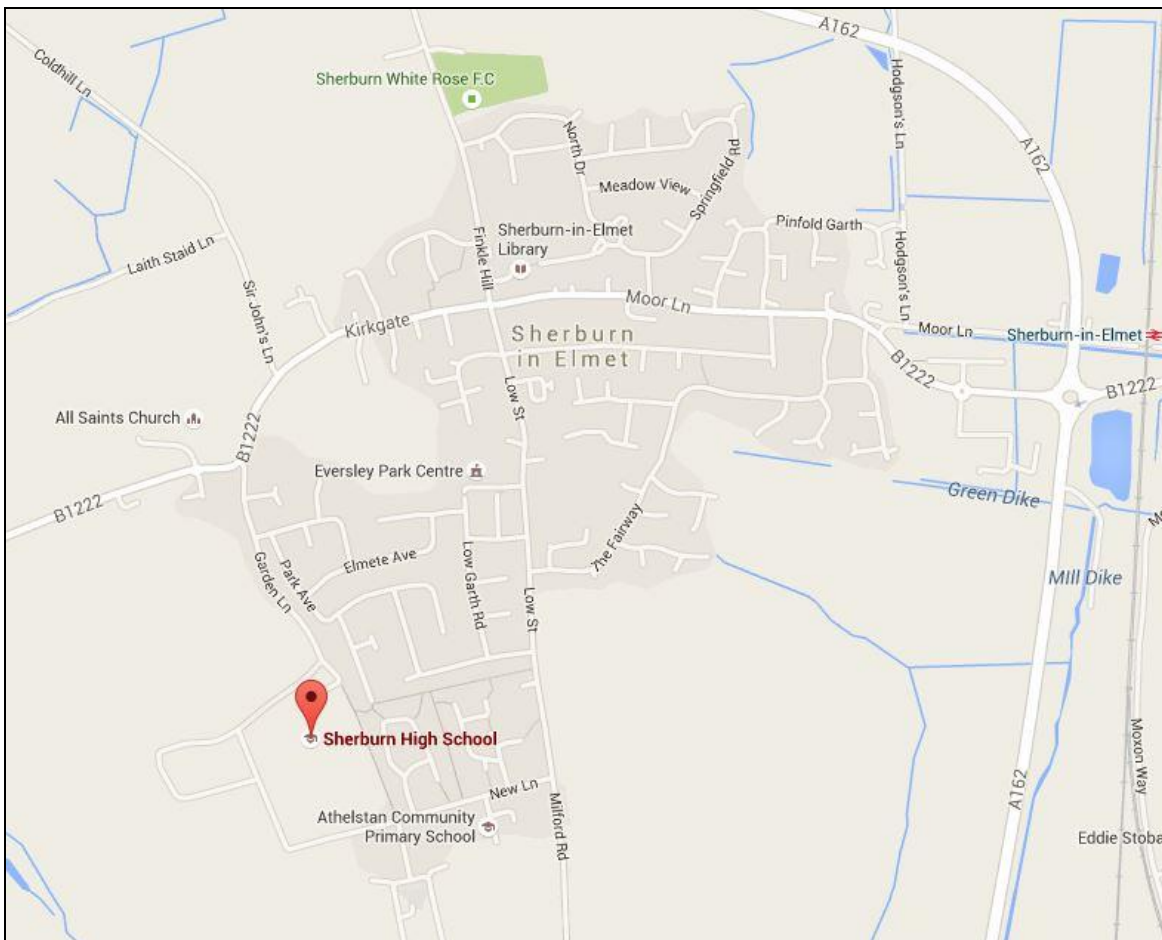 A162
Coldhill Ln
Sherburn White Rose F.C
Hodgson's Ln
North Dr
A162
Springfield Rd
Meadow View
Pinfold Garth
Sherburn-in-Elmet
Library
Laith Staid Ln
Finkle Hill
Hodgson's Ln
Sir John's Ln
Moor Ln
Kirkgate
Moor Ln
Sherburn-in-Elmet
Sherburn
in Elmet
B1222
B1222
Low St
All Saints Church
B1222
Eversley Park Centre
Green Dike
B1222
The Fairway
Elmete Ave
Low Garth Rd
Park Ave
Garden Ln
MIll Dike
Low St
Sherburn High School
Moxon Way
New Ln
A162
Athelstan Community
Primary School
Milford Rd
Eddie Stoba